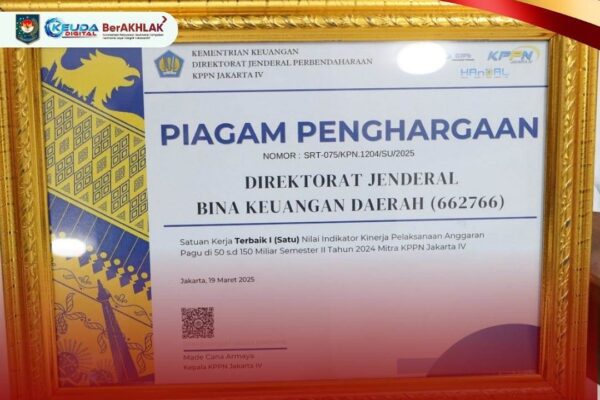 KEUDA
DIGITAL
BerAKHLAK
KEMENTRIAN KEUANGAN
DIREKTORAT JENDERAL PERBENDAHARAAN
KPPN JAKARTA IV
KPPN
HAnDAL
PIAGAM PENGHARGAAN
NOMOR : SRT-075/KPN.1204/SU/2025
DIREKTORAT JENDERAL
BINA KEUANGAN DAERAH (662766)
Satuan Kerja Terbaik I (Satu) Nilai Indikator Kinerja Pelaksanaan Anggaran
Pagu di 50 s.d 150 Miliar Semester II Tahun 2024 Mitra KPPN Jakarta IV
Jakarta, 19 Maret 2025
Made Cana Armaya
Kepala KPPN Jakarta IV